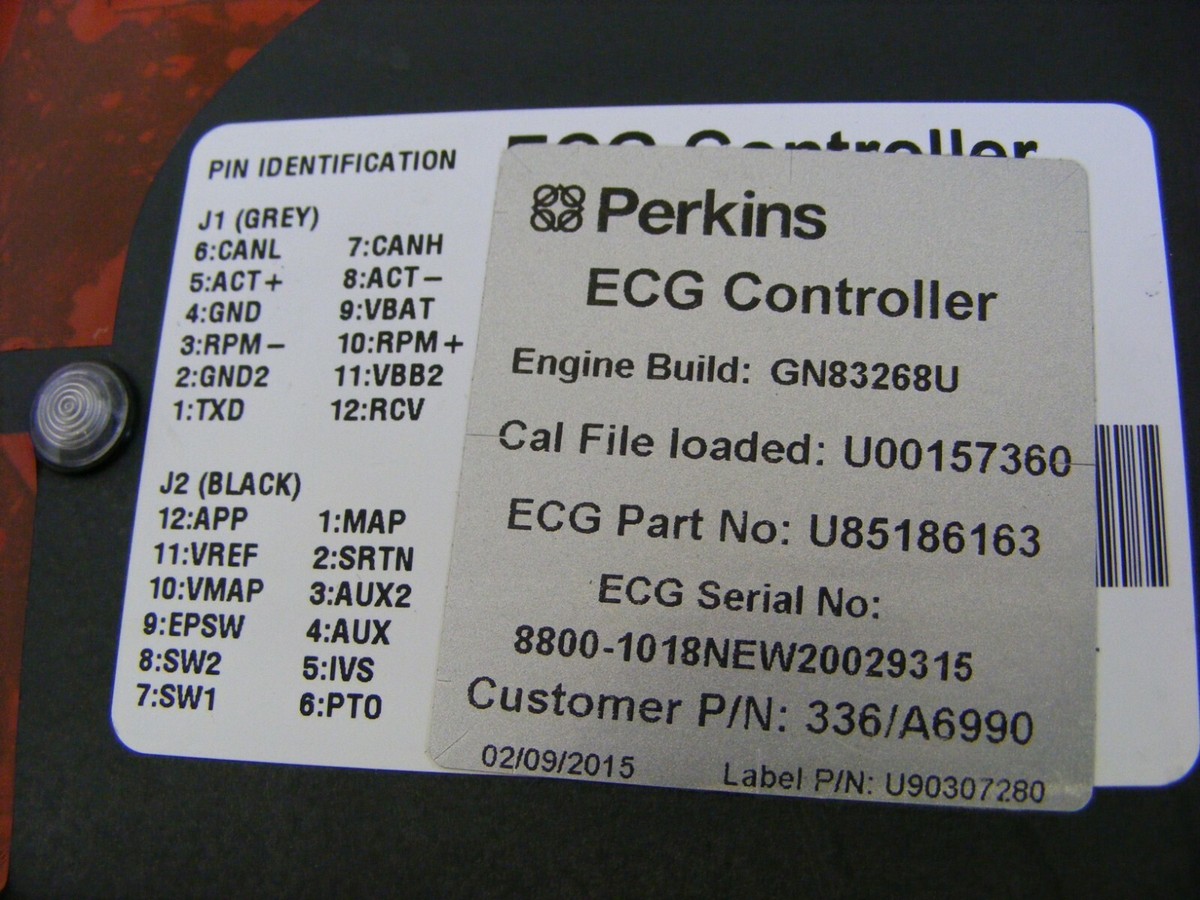 PIN IDENTIFICATION
J1 (GREY)
6:CANL 7:CANH
5:ACT+ 8:ACT−
4:GND 9:VBAT
3:RPM− 10:RPM+
2:GND2 11:VBB2
1:TXD 12:RCV
J2 (BLACK)
12:APP 1:MAP
11:VREF 2:SRTN
10:VMAP 3:AUX2
9:EPSW 4:AUX
8:SW2 5:IVS
7:SW1 6:PTO
ECG Controller
Perkins
ECG Controller
Engine Build: GN83268U
Cal File loaded: U00157360
ECG Part No: U85186163
ECG Serial No:
8800-1018NEW20029315
Customer P/N: 336/A6990
02/09/2015 Label P/N: U90307280